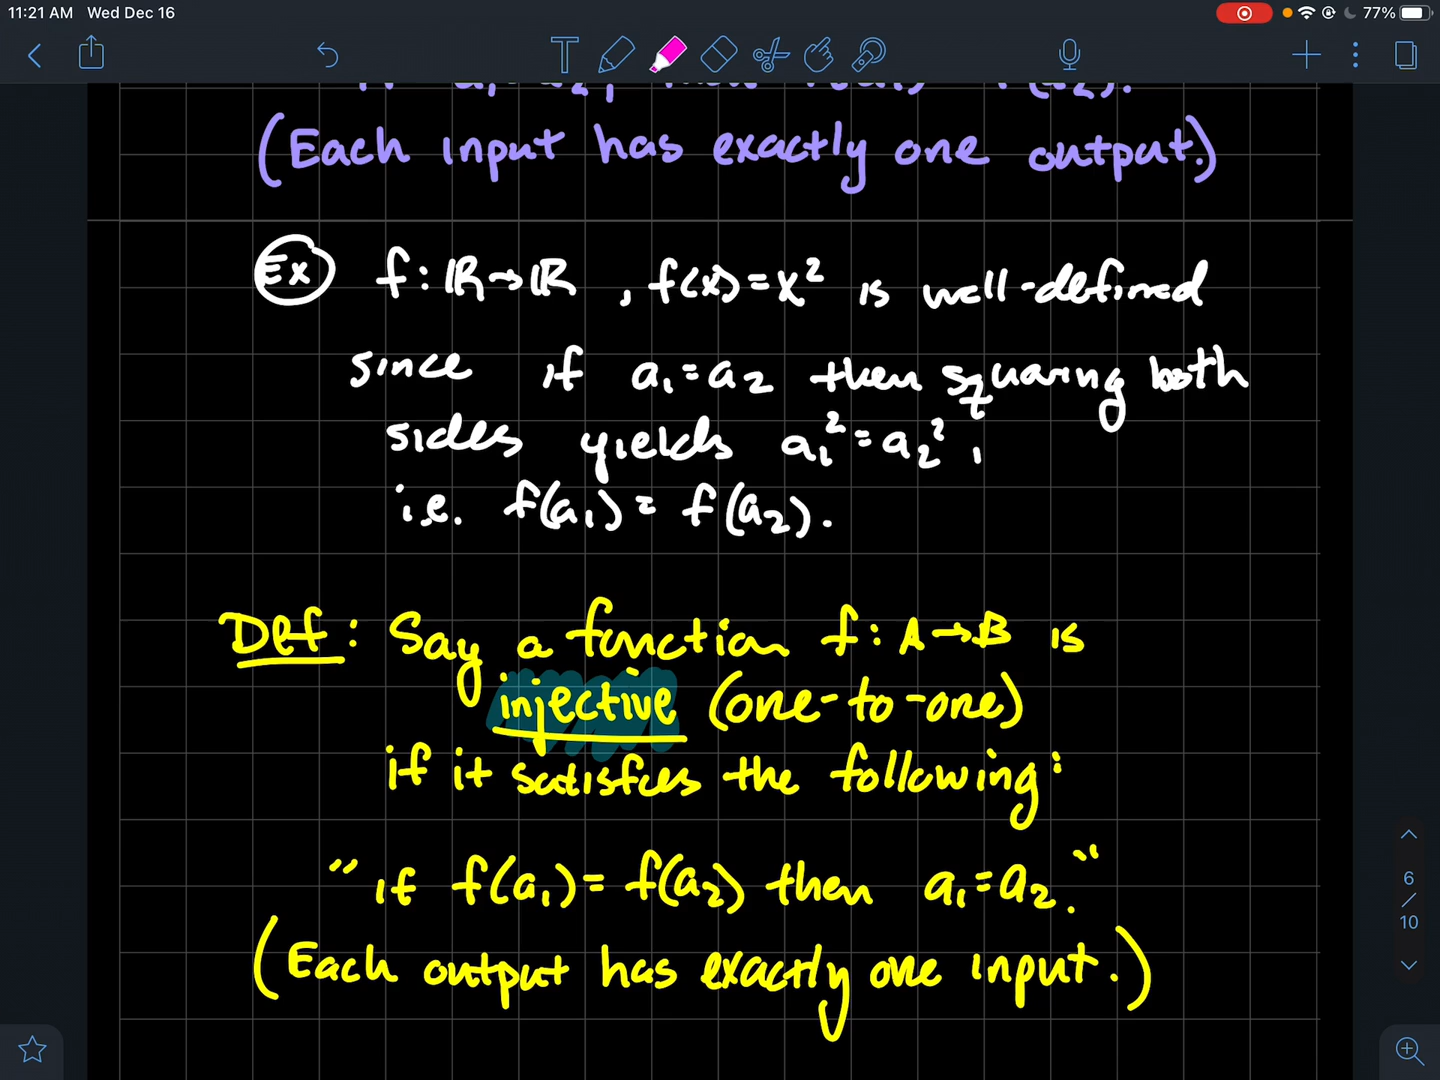 11:21 AM Wed Dec 16
77%
T
(Each input has exactly one output.)
Ex f: ℝ→ℝ, f(x)=x² is well-defined
since if a₁=a₂ then squaring both
sides yields a₁²=a₂²,
i.e. f(a₁)=f(a₂).
Def: Say a function f: A→B is
injective (one-to-one)
if it satisfies the following:
"if f(a₁)=f(a₂) then a₁=a₂."
(Each output has exactly one input.)
6
/
10